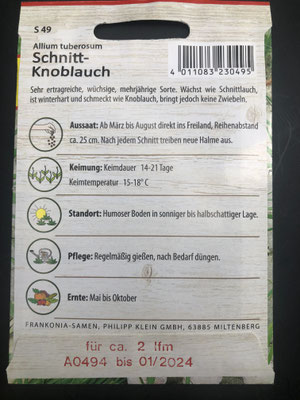 S 49
Allium tuberosum
Schnitt-
Knoblauch
4 011083 230495
Sehr ertragreiche, wüchsige, mehrjährige Sorte. Wächst wie Schnittlauch,
ist winterhart und schmeckt wie Knoblauch, bringt jedoch keine Zwiebeln.
Aussaat: Ab März bis August direkt ins Freiland, Reihenabstand
ca. 25 cm. Nach jedem Schnitt treiben neue Halme aus.
Keimung: Keimdauer 14-21 Tage
Keimtemperatur 15-18° C
Standort: Humoser Boden in sonniger bis halbschattiger Lage.
Pflege: Regelmäßig gießen, nach Bedarf düngen.
Ernte: Mai bis Oktober
FRANKONIA-SAMEN, PHILIPP KLEIN GMBH, 63885 MILTENBERG
für ca. 2 lfm
A0494 bis 01/2024